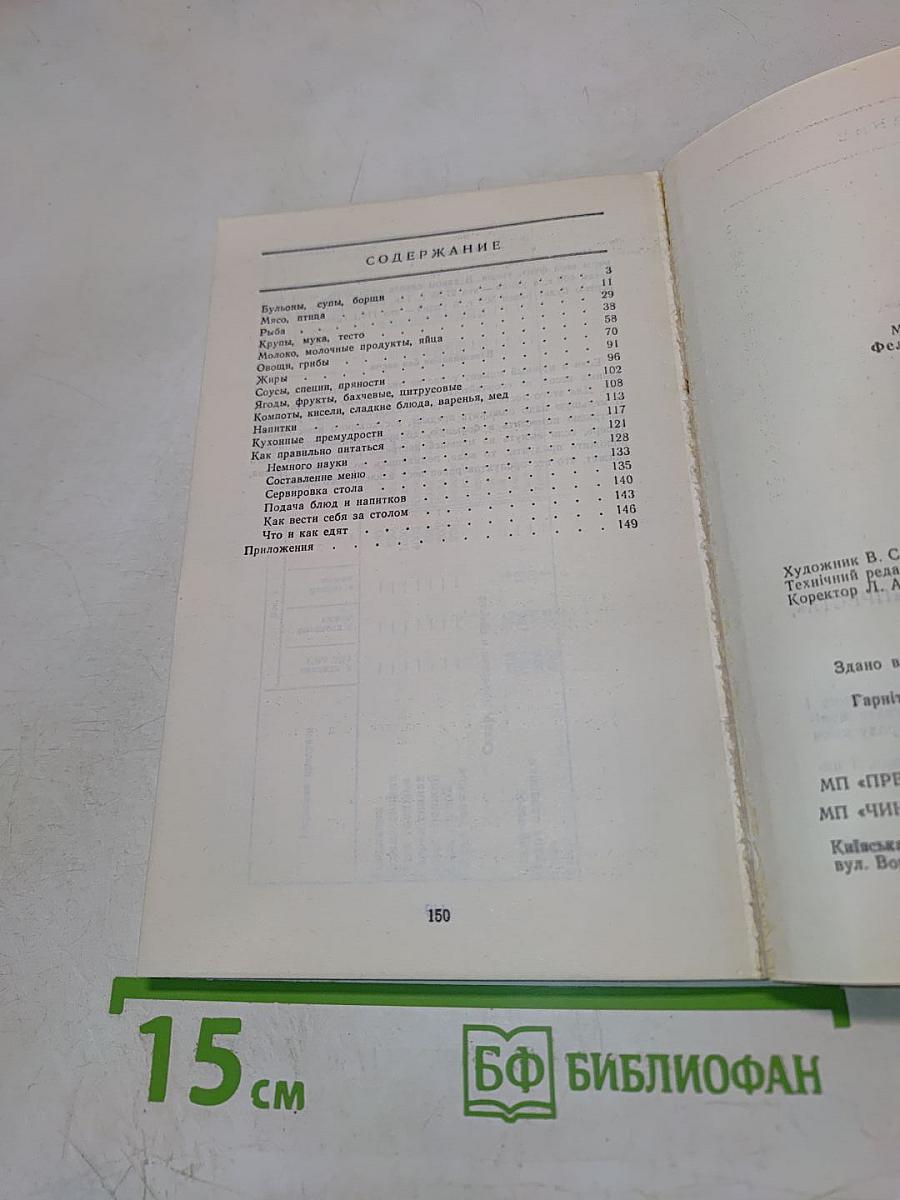 СОДЕРЖАНИЕ
Бульоны, супы, борщи . . . . . . . . . . 3
Мясо, птица . . . . . . . . . . 11
Рыба . . . . . . . . . . 29
Крупы, мука, тесто . . . . . . . . . . 38
Молоко, молочные продукты, яйца . . . . . . . . 58
Овощи, грибы . . . . . . . . . . 70
Жиры . . . . . . . . . . 91
Соусы, специи, пряности . . . . . . . . . . 96
Ягоды, фрукты, бахчевые, цитрусовые . . . . . . . 102
Компоты, кисели, сладкие блюда, варенья, мед . . . . . 108
Напитки . . . . . . . . . . 113
Кухонные премудрости . . . . . . . . . . 117
Как правильно питаться . . . . . . . . . . 121
Немного науки . . . . . . . . . . 128
Составление меню . . . . . . . . . . 133
Сервировка стола . . . . . . . . . . 135
Подача блюд и напитков . . . . . . . . . . 140
Как вести себя за столом . . . . . . . . . . 143
Что и как едят . . . . . . . . . . 146
Приложения . . . . . . . . . . 149
150
М
Фел
Художник В. С
Технічний реда
Коректор Л. А
Здано в
Гарніт
МП «ПРЕ
МП «ЧИН
Київська
вул. Во
15 см
БФ БИБЛИОФАН